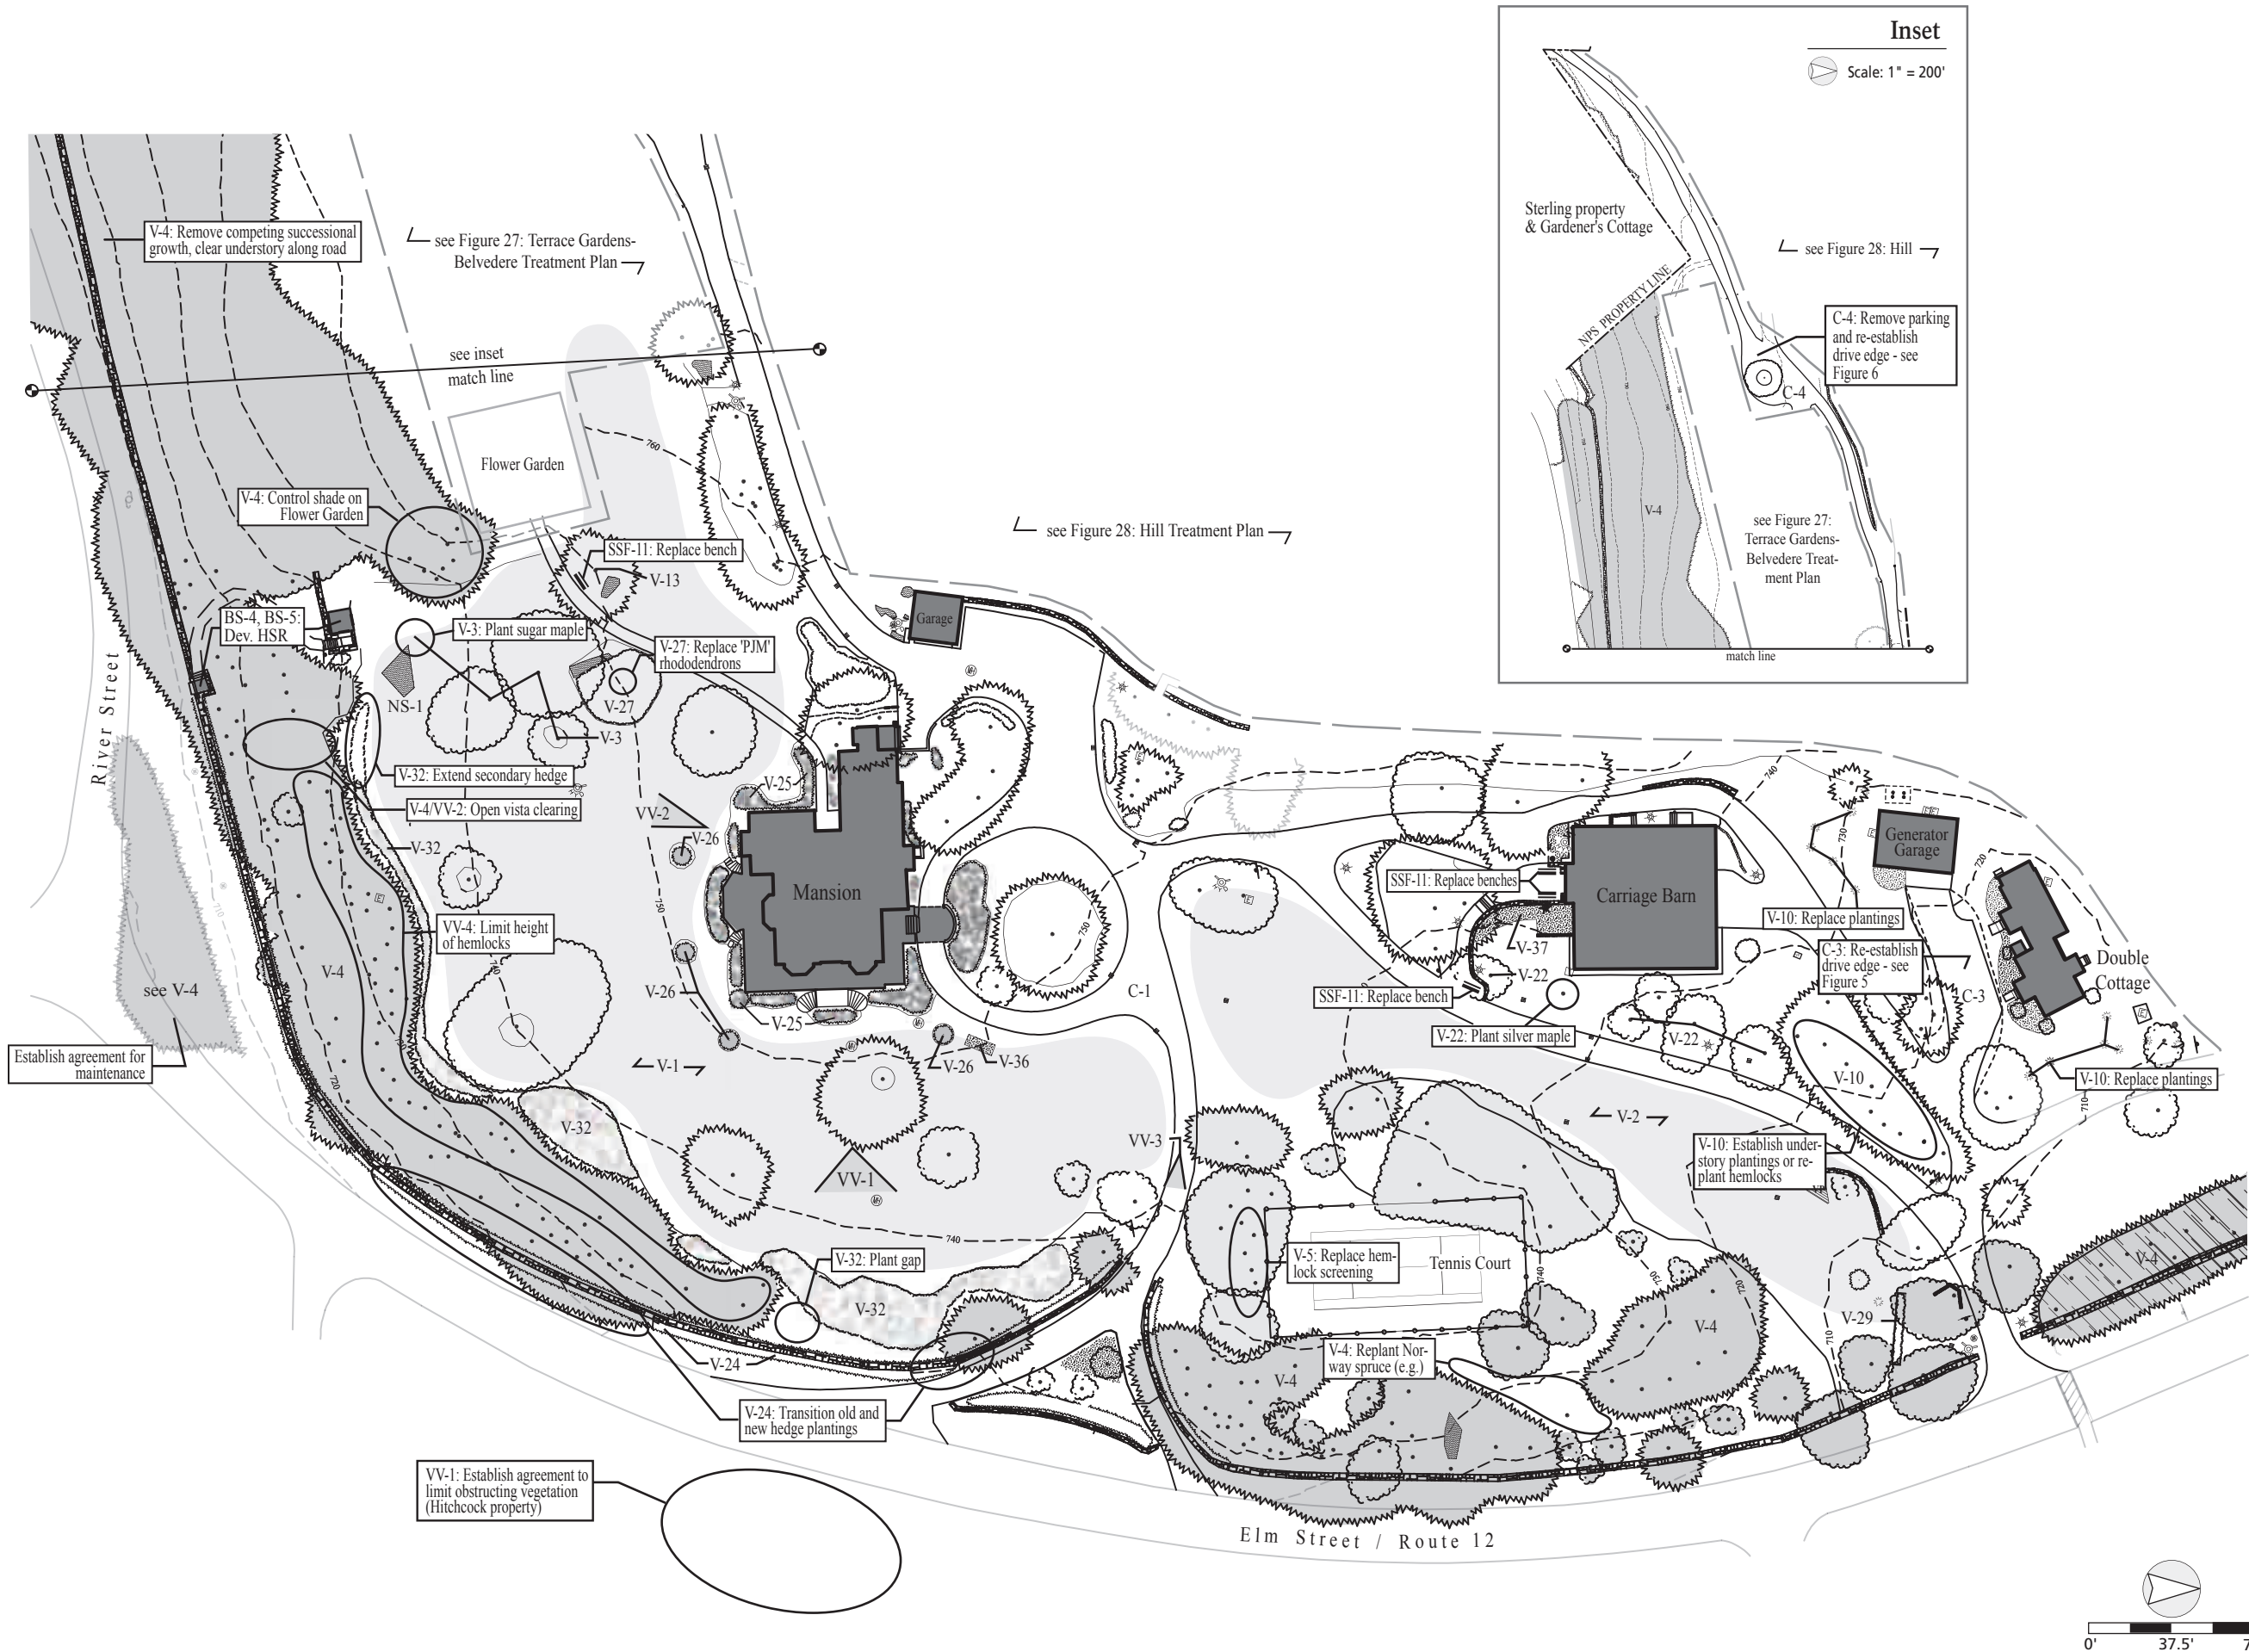 Inset
Scale: 1" = 200'
Sterling property
& Gardener's Cottage
see Figure 28: Hill
NPS PROPERTY LINE
C-4: Remove parking
and re-establish
drive edge - see
Figure 6
C-4
V-4
see Figure 27:
Terrace Gardens-
Belvedere Treat-
ment Plan
match line
V-4: Remove competing successional
growth, clear understory along road
see Figure 27: Terrace Gardens-
Belvedere Treatment Plan
see inset
match line
760
Flower Garden
V-4: Control shade on
Flower Garden
see Figure 28: Hill Treatment Plan
SSF-11: Replace bench
V-13
BS-4, BS-5:
Dev. HSR
V-3: Plant sugar maple
Garage
V-27: Replace 'PJM'
rhododendrons
NS-1
V-27
V-3
River Street
V-32: Extend secondary hedge
V-25
V-4/VV-2: Open vista clearing
VV-2
V-26
V-32
740
730
720
Generator
Garage
Mansion
SSF-11: Replace benches
Carriage Barn
750
VV-4: Limit height
of hemlocks
740
750
V-10: Replace plantings
V-37
C-3: Re-establish
drive edge - see
Figure 5
Double
Cottage
V-4
V-22
see V-4
V-26
C-1
SSF-11: Replace bench
C-3
V-25
V-22: Plant silver maple
V-22
Establish agreement for
maintenance
V-1
V-26
V-36
V-10
V-10: Replace plantings
720
710
V-32
V-2
VV-3
V-10: Establish under-
story plantings or re-
plant hemlocks
VV-1
740
V-32: Plant gap
V-5: Replace hem-
lock screening
Tennis Court
740
730
720
V-4
V-32
V-4
V-29
710
V-24
V-4: Replant Nor-
way spruce (e.g.)
V-4
V-24: Transition old and
new hedge plantings
VV-1: Establish agreement to
limit obstructing vegetation
(Hitchcock property)
Elm Street / Route 12
0' 37.5'